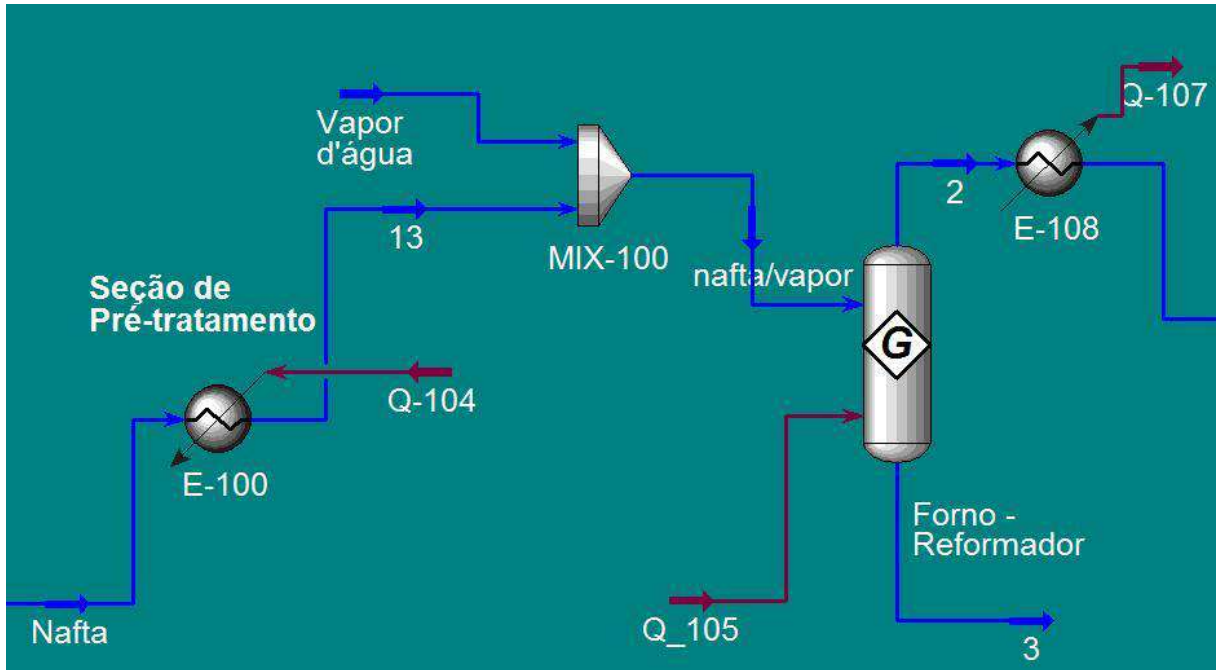 Q-107
Vapor
d'água
2
E-108
13
MIX-100
nafta/vapor
Seção de
Pré-tratamento
G
Q-104
E-100
Forno -
Reformador
Nafta
Q_105
3